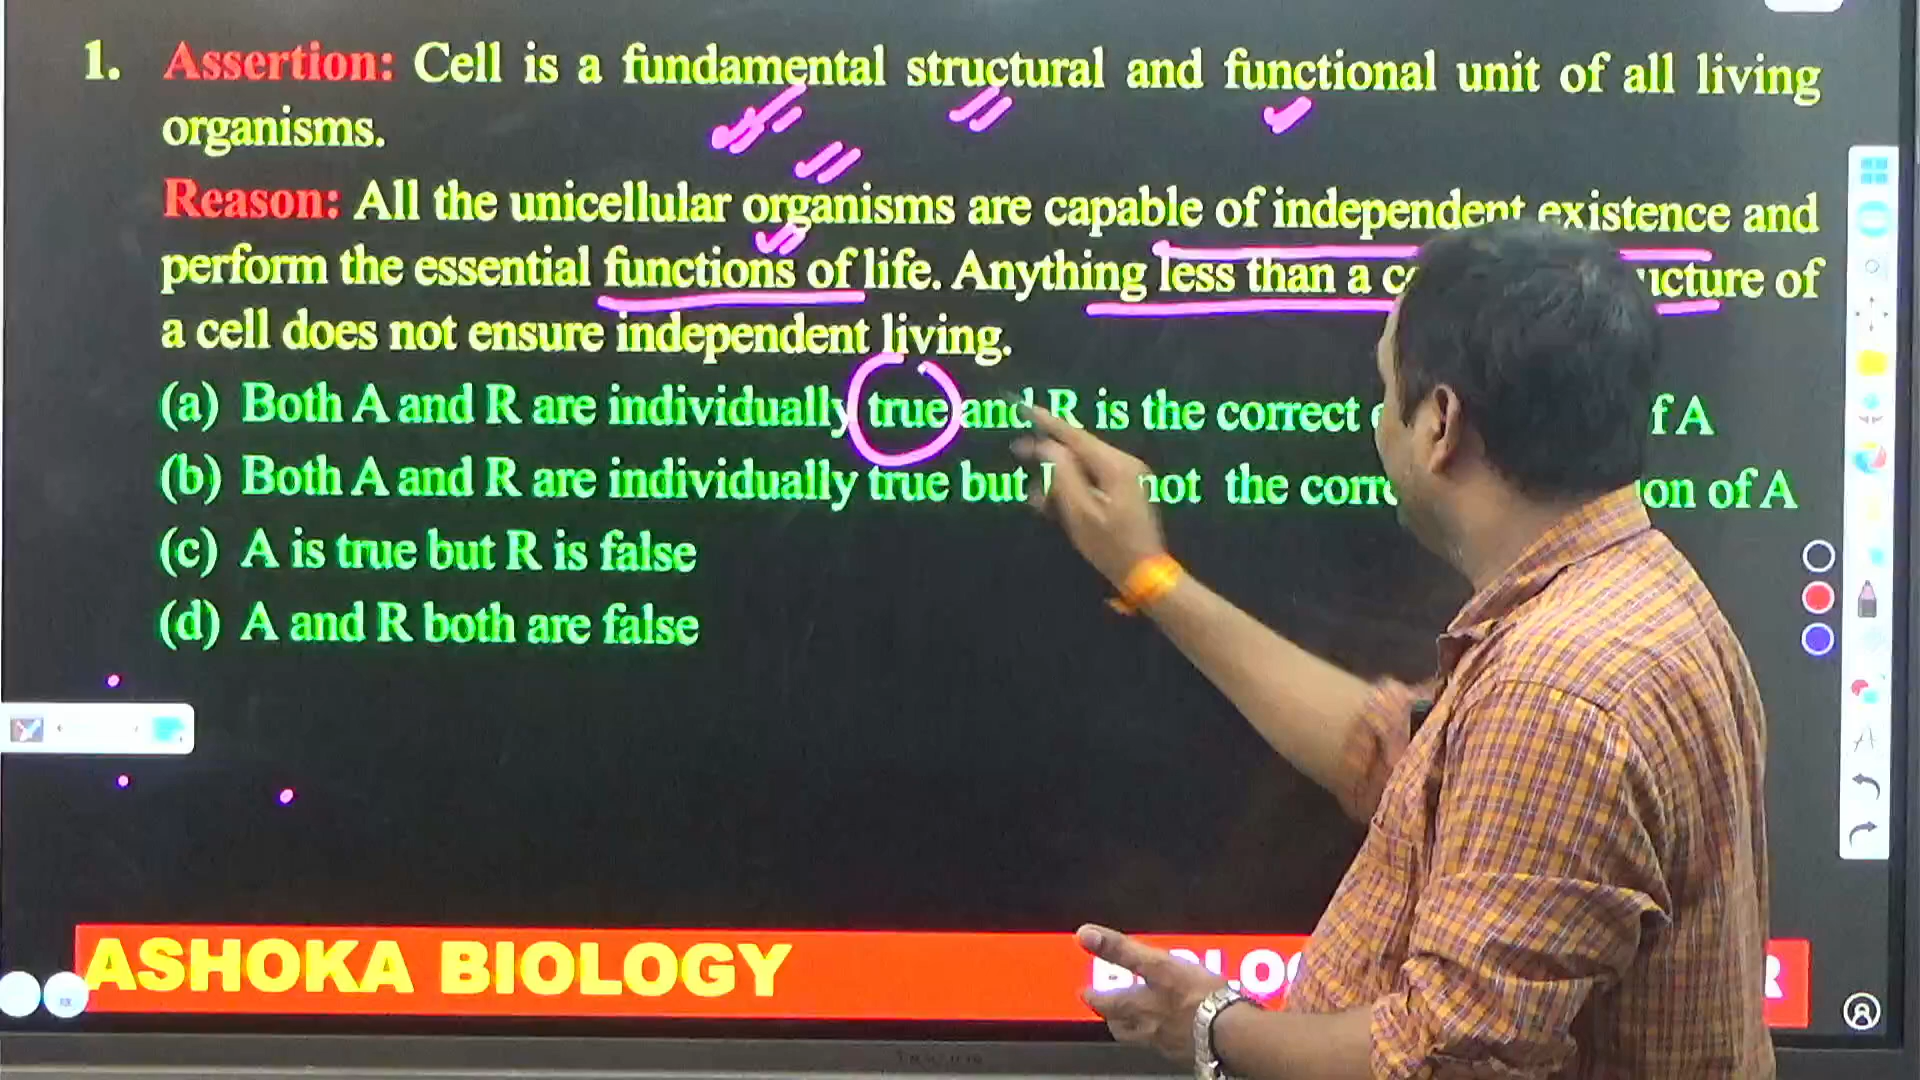 1. Assertion: Cell is a fundamental structural and functional unit of all living
organisms.
Reason: All the unicellular organisms are capable of independent existence and
perform the essential functions of life. Anything less than a of
a cell does not ensure independent living.
(a) Both A and R are individually true and R is the correct A
(b) Both A and R are individually true but not the on of A
(c) A is true but R is false
(d) A and R both are false
ASHOKA BIOLOGY